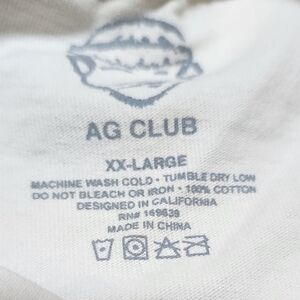 AG CLUB
XX-LARGE
MACHINE WASH COLD • TUMBLE DRY LOW
DO NOT BLEACH OR IRON • 100% COTTON
DESIGNED IN CALIFORNIA
RN# 169639
MADE IN CHINA